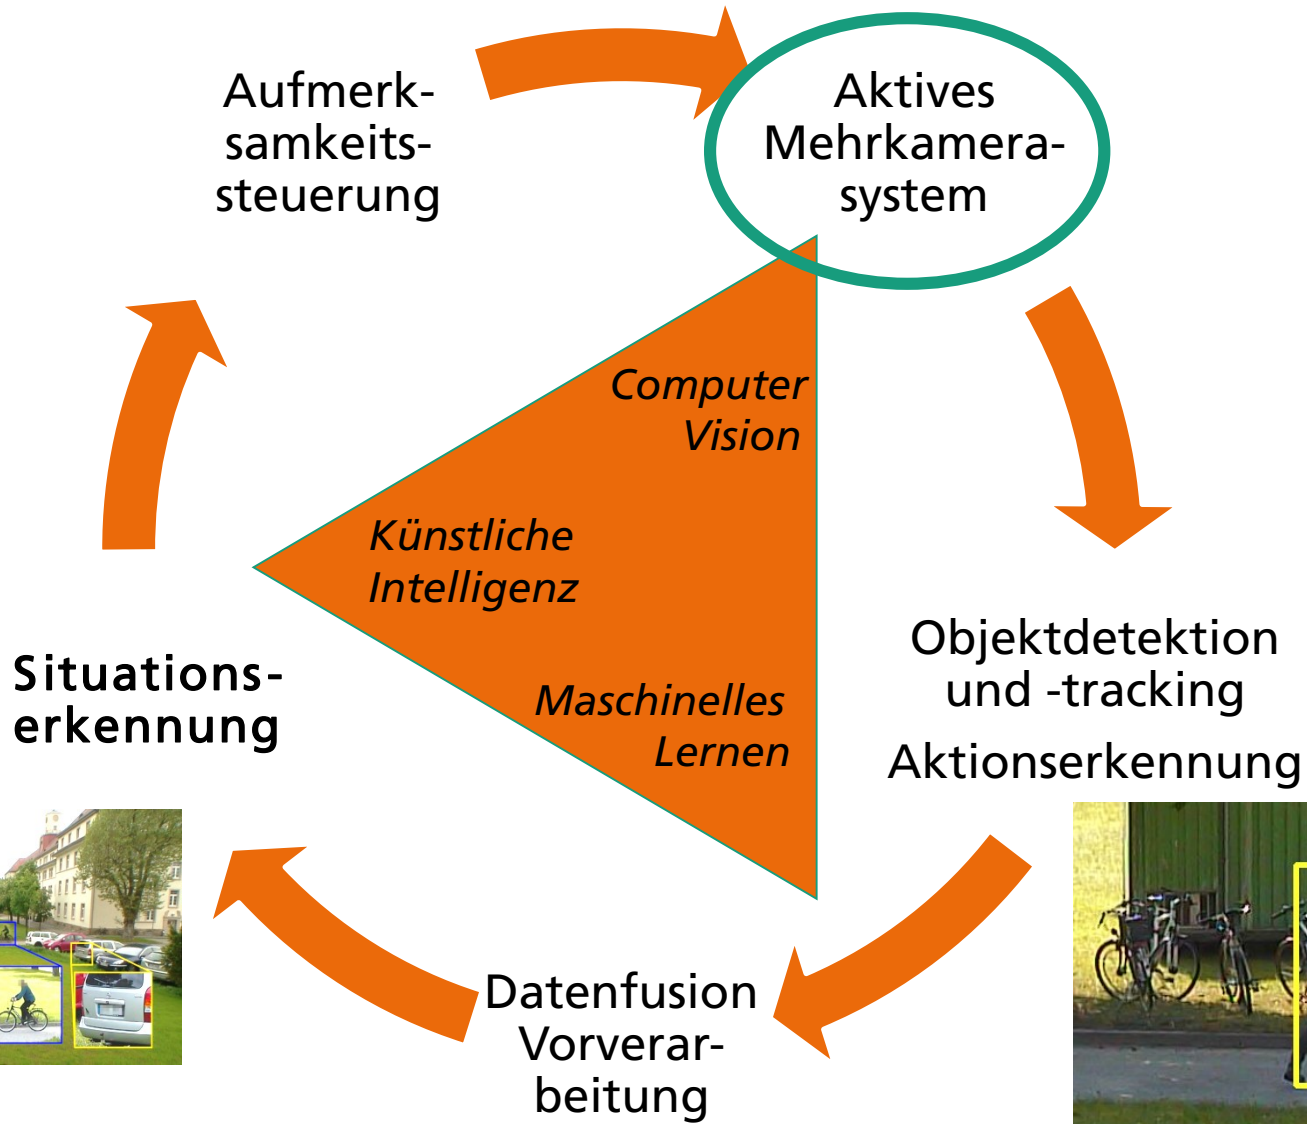 Aufmerk-
samkeits-
steuerung
Aktives
Mehrkamera-
system
Computer
Vision
Künstliche
Intelligenz
Maschinelles
Lernen
Objektdetektion
und -tracking
Aktionserkennung
Situations-
erkennung
Datenfusion
Vorverar-
beitung